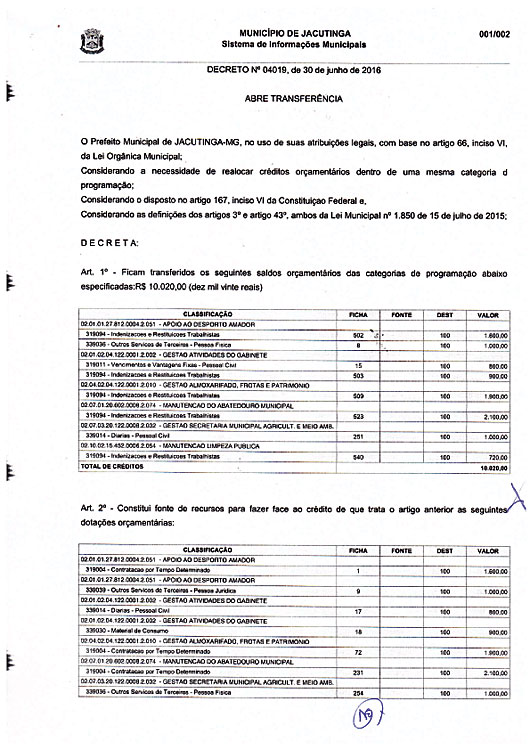 MUNICÍPIO DE JACUTINGA 001/002
Sistema de Informações Municipais
DECRETO Nº 04019, de 30 de junho de 2016
ABRE TRANSFERÊNCIA
O Prefeito Municipal de JACUTINGA-MG, no uso de suas atribuições legais, com base no artigo 66, inciso VI,
da Lei Orgânica Municipal;
Considerando a necessidade de realocar créditos orçamentários dentro de uma mesma categoria d
programação;
Considerando o disposto no artigo 167, inciso VI da Constituiçao Federal e,
Considerando as definições dos artigos 3º e artigo 43º, ambos da Lei Municipal nº 1.850 de 15 de julho de 2015;
D E C R E T A:
Art. 1º - Ficam transferidos os seguintes saldos orçamentários das categorias de programação abaixo
especificadas:R$ 10.020,00 (dez mil vinte reais)
CLASSIFICAÇÃO FICHA FONTE DEST VALOR
02.01.01.27.812.0004.2.051 - APOIO AO DESPORTO AMADOR
319094 - Indenizacoes e Restituicoes Trabalhistas 502 100 1.600,00
339036 - Outros Servicos de Terceiros - Pessoa Fisica 8 100 1.000,00
02.01.02.04.122.0001.2.002 - GESTAO ATIVIDADES DO GABINETE
319011 - Vencimentos e Vantagens Fixas - Pessoal Civil 15 100 800,00
319094 - Indenizacoes e Restituicoes Trabalhistas 503 100 900,00
02.04.02.04.122.0001.2.010 - GESTAO ALMOXARIFADO, FROTAS E PATRIMONIO
319094 - Indenizacoes e Restituicoes Trabalhistas 509 100 1.900,00
02.07.01.20.602.0008.2.074 - MANUTENCAO DO ABATEDOURO MUNICIPAL
319094 - Indenizacoes e Restituicoes Trabalhistas 523 100 2.100,00
02.07.03.20.122.0008.2.032 - GESTAO SECRETARIA MUNICIPAL AGRICULT. E MEIO AMB.
339014 - Diarias - Pessoal Civil 251 100 1.000,00
02.10.02.15.452.0006.2.054 - MANUTENCAO LIMPEZA PUBLICA
319094 - Indenizacoes e Restituicoes Trabalhistas 540 100 720,00
TOTAL DE CRÉDITOS 10.020,00
Art. 2º - Constitui fonte de recursos para fazer face ao crédito de que trata o artigo anterior as seguintes
dotações orçamentárias:
CLASSIFICAÇÃO FICHA FONTE DEST VALOR
02.01.01.27.812.0004.2.051 - APOIO AO DESPORTO AMADOR
319004 - Contratacao por Tempo Determinado 1 100 1.600,00
02.01.01.27.812.0004.2.051 - APOIO AO DESPORTO AMADOR
339039 - Outros Servicos de Terceiros - Pessoa Juridica 9 100 1.000,00
02.01.02.04.122.0001.2.002 - GESTAO ATIVIDADES DO GABINETE
339014 - Diarias - Pessoal Civil 17 100 800,00
02.01.02.04.122.0001.2.002 - GESTAO ATIVIDADES DO GABINETE
339030 - Material de Consumo 18 100 900,00
02.04.02.04.122.0001.2.010 - GESTAO ALMOXARIFADO, FROTAS E PATRIMONIO
319004 - Contratacao por Tempo Determinado 72 100 1.900,00
02.07.01.20.602.0008.2.074 - MANUTENCAO DO ABATEDOURO MUNICIPAL
319004 - Contratacao por Tempo Determinado 231 100 2.100,00
02.07.03.20.122.0008.2.032 - GESTAO SECRETARIA MUNICIPAL AGRICULT. E MEIO AMB.
339036 - Outros Servicos de Terceiros - Pessoa Fisica 254 100 1.000,00